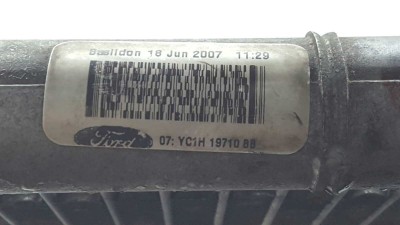 Basildon 18 Jun 2007 11:29
Ford 07: YC1H 19710 BB